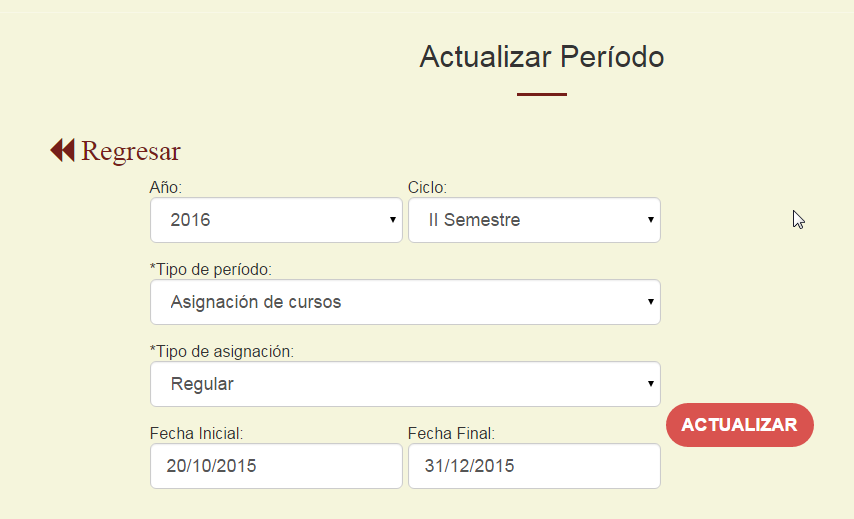 Actualizar Período
Regresar
Año: Ciclo:
2016 II Semestre
*Tipo de período:
Asignación de cursos
*Tipo de asignación:
Regular
ACTUALIZAR
Fecha Inicial: Fecha Final:
20/10/2015 31/12/2015